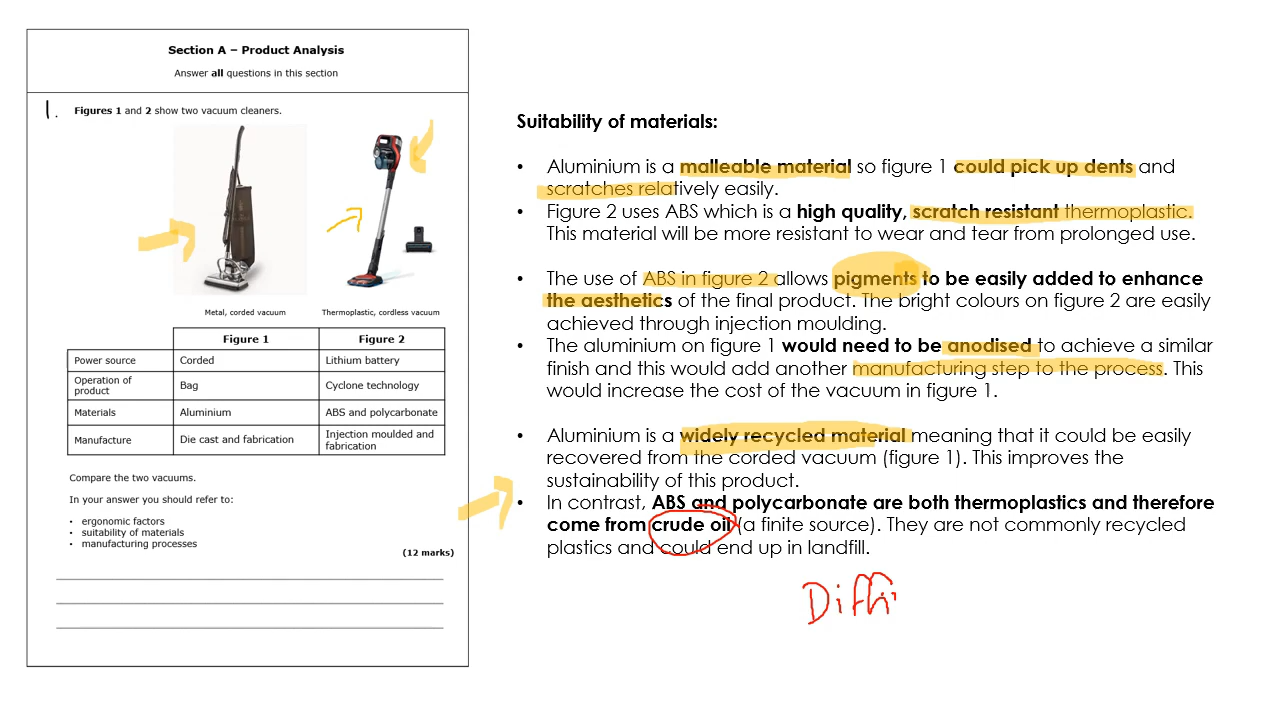 Section A – Product Analysis
Answer all questions in this section
1.
Figures 1 and 2 show two vacuum cleaners.
Metal, corded vacuum
Thermoplastic, cordless vacuum
Figure 1
Figure 2
Power source
Corded
Lithium battery
Operation of
product
Bag
Cyclone technology
Materials
Aluminium
ABS and polycarbonate
Manufacture
Die cast and fabrication
Injection moulded and
fabrication
Compare the two vacuums.
In your answer you should refer to:
• ergonomic factors
• suitability of materials
• manufacturing processes
(12 marks)
Suitability of materials:
• Aluminium is a malleable material so figure 1 could pick up dents and
scratches relatively easily.
• Figure 2 uses ABS which is a high quality, scratch resistant thermoplastic.
This material will be more resistant to wear and tear from prolonged use.
• The use of ABS in figure 2 allows pigments to be easily added to enhance
the aesthetics of the final product. The bright colours on figure 2 are easily
achieved through injection moulding.
• The aluminium on figure 1 would need to be anodised to achieve a similar
finish and this would add another manufacturing step to the process. This
would increase the cost of the vacuum in figure 1.
• Aluminium is a widely recycled material meaning that it could be easily
recovered from the corded vacuum (figure 1). This improves the
sustainability of this product.
• In contrast, ABS and polycarbonate are both thermoplastics and therefore
come from crude oil (a finite source). They are not commonly recycled
plastics and could end up in landfill.